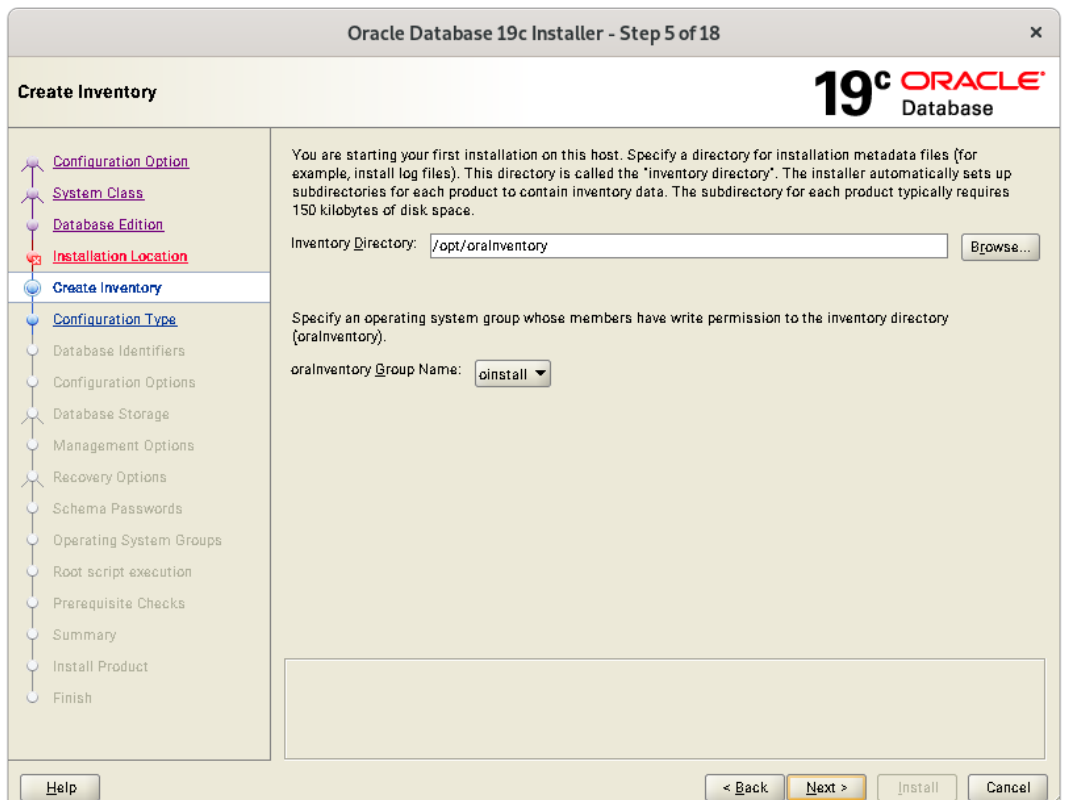 Oracle Database 19c Installer - Step 5 of 18
Create Inventory
19c ORACLE
Database
Configuration Option
System Class
Database Edition
Installation Location
Create Inventory
Configuration Type
Database Identifiers
Configuration Options
Database Storage
Management Options
Recovery Options
Schema Passwords
Operating System Groups
Root script execution
Prerequisite Checks
Summary
Install Product
Finish
You are starting your first installation on this host. Specify a directory for installation metadata files (for
example, install log files). This directory is called the "inventory directory". The installer automatically sets up
subdirectories for each product to contain inventory data. The subdirectory for each product typically requires
150 kilobytes of disk space.
Inventory Directory: /opt/oraInventory Browse...
Specify an operating system group whose members have write permission to the inventory directory
(oraInventory).
oraInventory Group Name: oinstall
Help < Back Next > Install Cancel